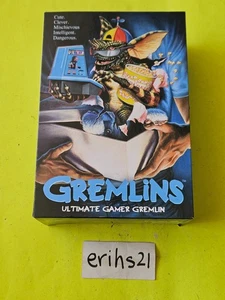 Cute.
Clever.
Mischievous.
Intelligent.
Dangerous.
GREMLINS
ULTIMATE GAMER GREMLIN
erihs21